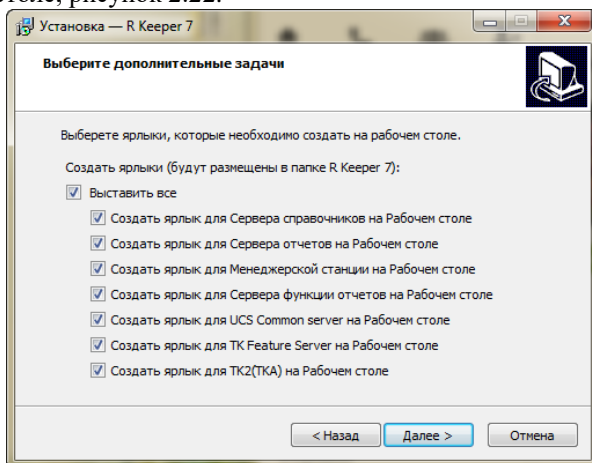 столе, рисунок 2.22.
Установка — R Keeper 7
Выберите дополнительные задачи
Выберете ярлыки, которые необходимо создать на рабочем столе.
Создать ярлыки (будут размещены в папке R Keeper 7):
Выставить все
Создать ярлык для Сервера справочников на Рабочем столе
Создать ярлык для Сервера отчетов на Рабочем столе
Создать ярлык для Менеджерской станции на Рабочем столе
Создать ярлык для Сервера функции отчетов на Рабочем столе
Создать ярлык для UCS Common server на Рабочем столе
Создать ярлык для TK Feature Server на Рабочем столе
Создать ярлык для TK2(TKA) на Рабочем столе
< Назад Далее > Отмена